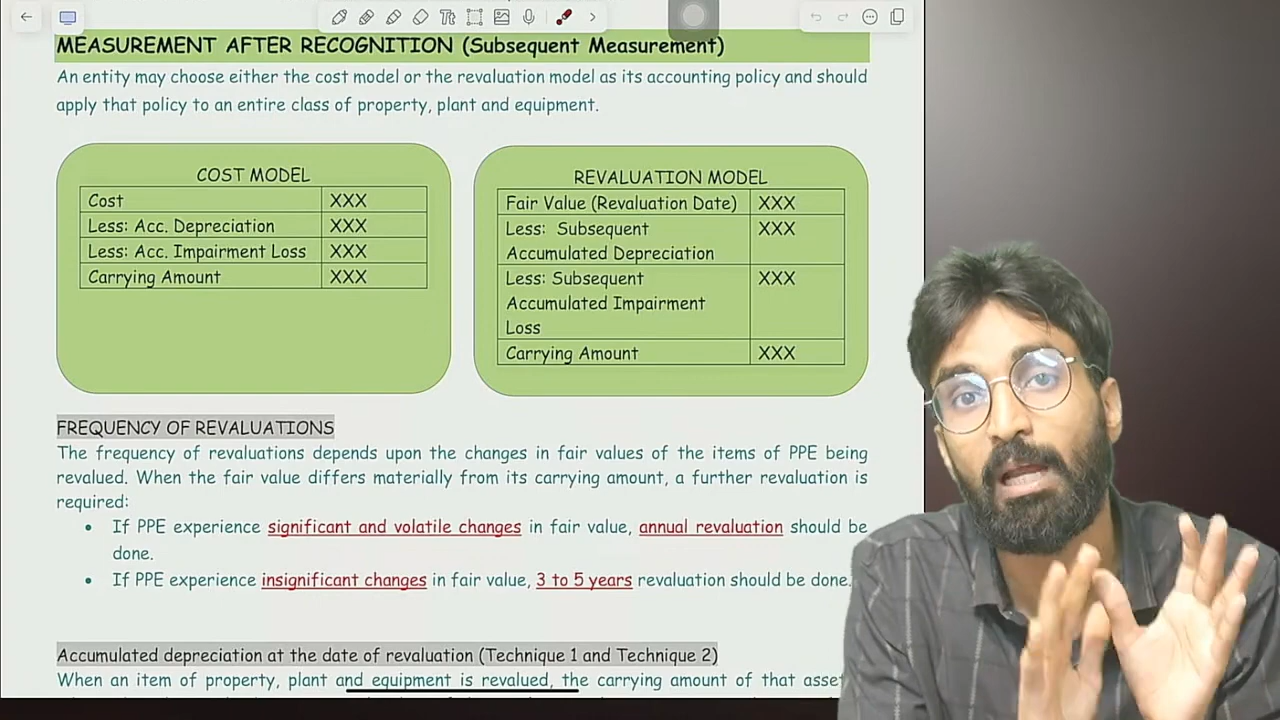 MEASUREMENT AFTER RECOGNITION (Subsequent Measurement)
An entity may choose either the cost model or the revaluation model as its accounting policy and should
apply that policy to an entire class of property, plant and equipment.
COST MODEL
Cost XXX
Less: Acc. Depreciation XXX
Less: Acc. Impairment Loss XXX
Carrying Amount XXX
REVALUATION MODEL
Fair Value (Revaluation Date) XXX
Less: Subsequent XXX
Accumulated Depreciation
Less: Subsequent XXX
Accumulated Impairment
Loss
Carrying Amount XXX
FREQUENCY OF REVALUATIONS
The frequency of revaluations depends upon the changes in fair values of the items of PPE being
revalued. When the fair value differs materially from its carrying amount, a further revaluation is
required:
• If PPE experience significant and volatile changes in fair value, annual revaluation should be
done.
• If PPE experience insignificant changes in fair value, 3 to 5 years revaluation should be done.
Accumulated depreciation at the date of revaluation (Technique 1 and Technique 2)
When an item of property, plant and equipment is revalued, the carrying amount of that asset